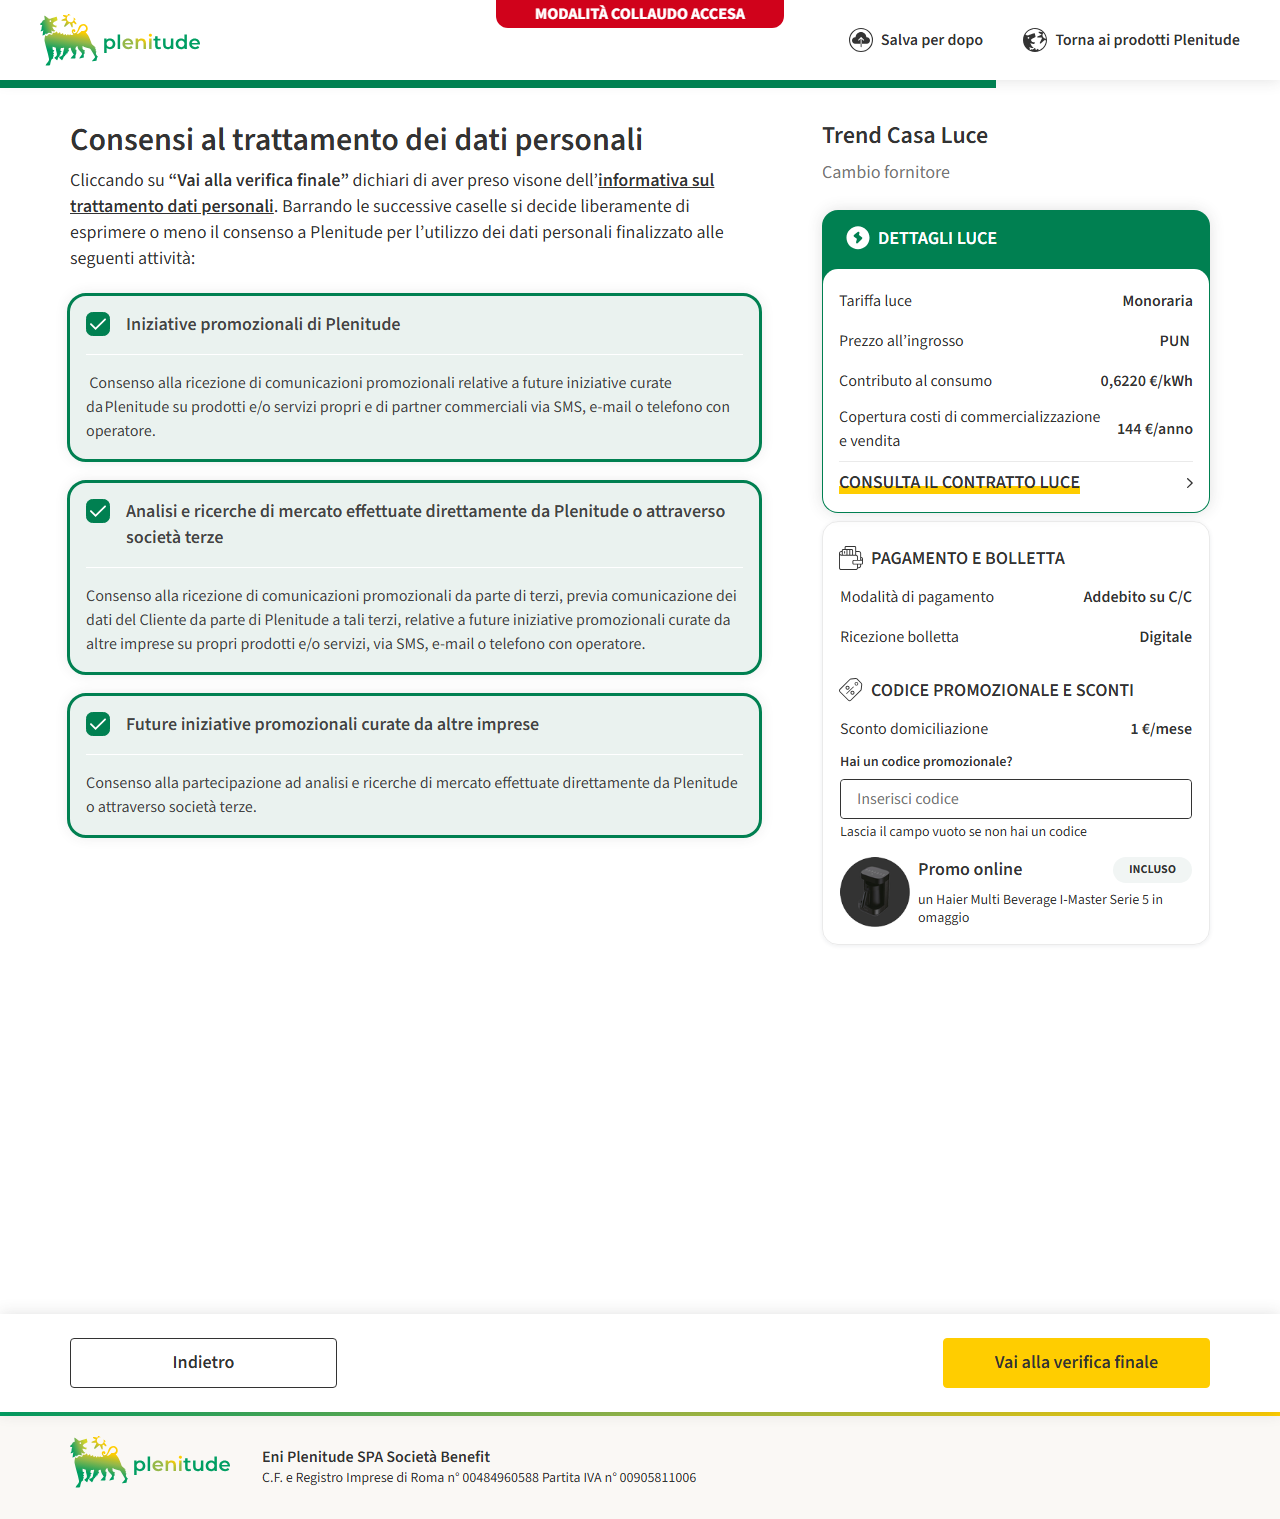 MODALITÀ COLLAUDO ACCESA
plenitude
Salva per dopo
Torna ai prodotti Plenitude
Consensi al trattamento dei dati personali
Cliccando su “Vai alla verifica finale” dichiari di aver preso visone dell’informativa sul
trattamento dati personali. Barrando le successive caselle si decide liberamente di
esprimere o meno il consenso a Plenitude per l’utilizzo dei dati personali finalizzato alle
seguenti attività:
Iniziative promozionali di Plenitude
Consenso alla ricezione di comunicazioni promozionali relative a future iniziative curate
da Plenitude su prodotti e/o servizi propri e di partner commerciali via SMS, e-mail o telefono con
operatore.
Analisi e ricerche di mercato effettuate direttamente da Plenitude o attraverso
società terze
Consenso alla ricezione di comunicazioni promozionali da parte di terzi, previa comunicazione dei
dati del Cliente da parte di Plenitude a tali terzi, relative a future iniziative promozionali curate da
altre imprese su propri prodotti e/o servizi, via SMS, e-mail o telefono con operatore.
Future iniziative promozionali curate da altre imprese
Consenso alla partecipazione ad analisi e ricerche di mercato effettuate direttamente da Plenitude
o attraverso società terze.
Trend Casa Luce
Cambio fornitore
DETTAGLI LUCE
Tariffa luce Monoraria
Prezzo all’ingrosso PUN
Contributo al consumo 0,6220 €/kWh
Copertura costi di commercializzazione
e vendita 144 €/anno
CONSULTA IL CONTRATTO LUCE
PAGAMENTO E BOLLETTA
Modalità di pagamento Addebito su C/C
Ricezione bolletta Digitale
CODICE PROMOZIONALE E SCONTI
Sconto domiciliazione 1 €/mese
Hai un codice promozionale?
Inserisci codice
Lascia il campo vuoto se non hai un codice
Promo online INCLUSO
un Haier Multi Beverage I-Master Serie 5 in
omaggio
Indietro
Vai alla verifica finale
plenitude
Eni Plenitude SPA Società Benefit
C.F. e Registro Imprese di Roma n° 00484960588 Partita IVA n° 00905811006